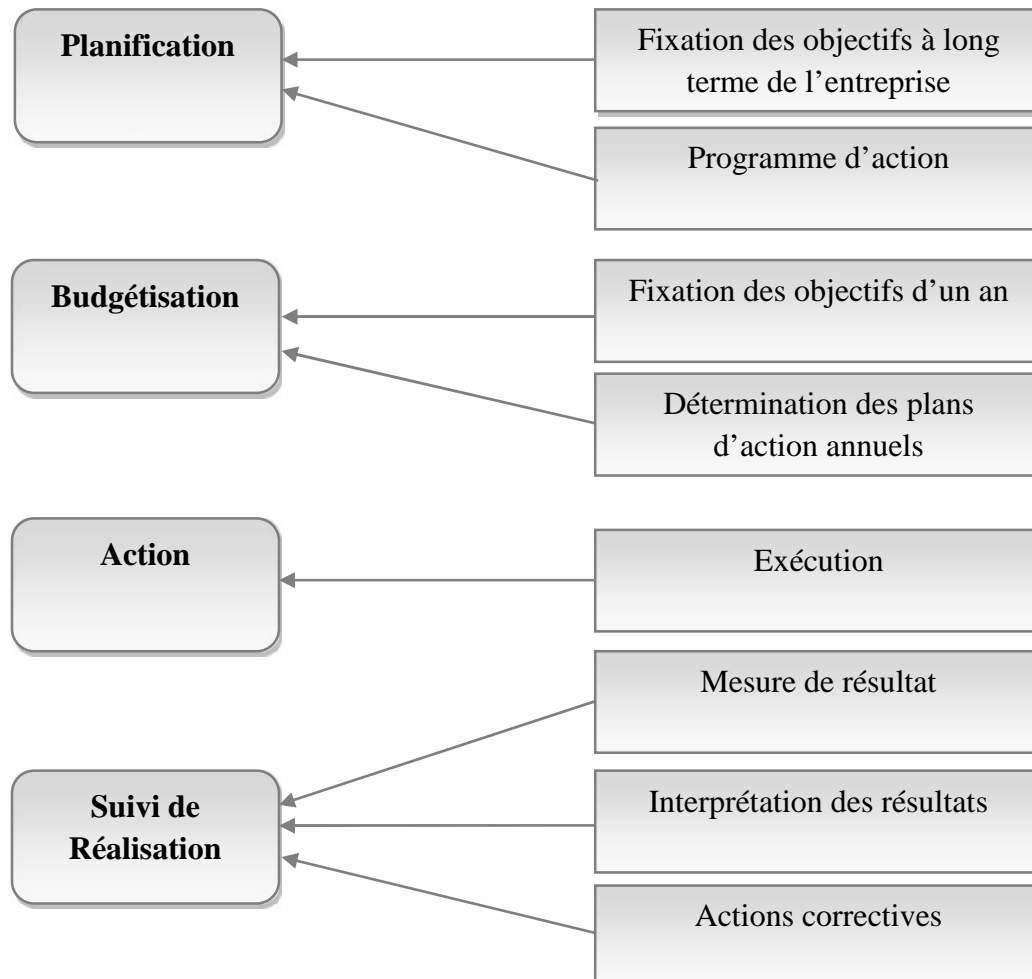 Planification
Fixation des objectifs à long
terme de l’entreprise
Programme d’action
Budgétisation
Fixation des objectifs d’un an
Détermination des plans
d’action annuels
Action
Exécution
Mesure de résultat
Suivi de
Réalisation
Interprétation des résultats
Actions correctives